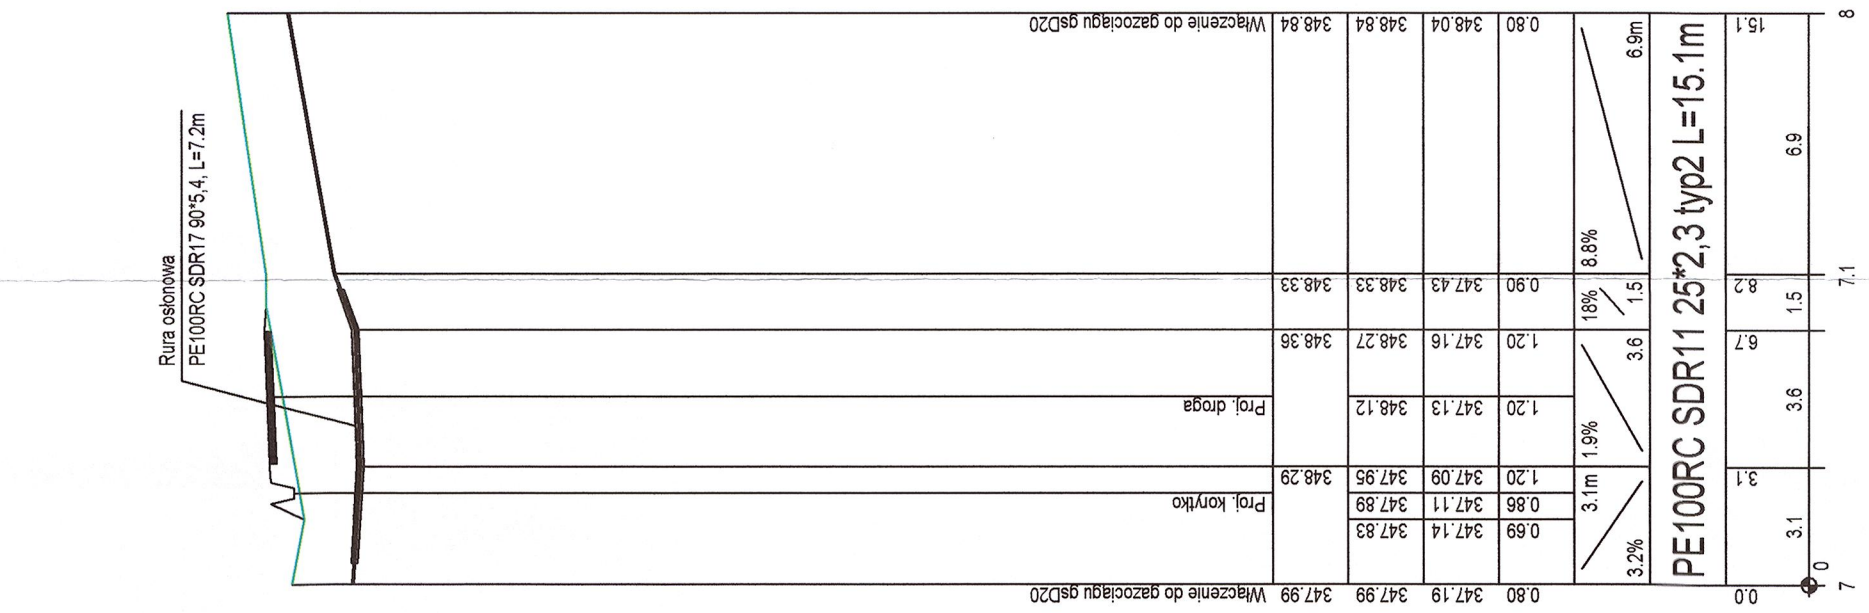 Rura osłonowa
PE100RC SDR17 90*5,4, L=7.2m
Włączenie do gazociągu gsD20
Proj. korytko
Proj. droga
Włączenie do gazociągu gsD20
347.99 348.29 348.36 348.33 348.84
347.99 347.83 347.89 347.95 348.12 348.27 348.33 348.84
347.19 347.14 347.11 347.09 347.13 347.16 347.43 348.04
0.80 0.69 0.86 1.20 1.20 1.20 0.90 0.80
3.2% 3.1m 1.9% 3.6 18% 1.5 8.8% 6.9m
PE100RC SDR11 25*2,3 typ2 L=15.1m
0.0 3.1 6.7 8.2 15.1
3.1 3.6 1.5 6.9
0
7 7.1 8